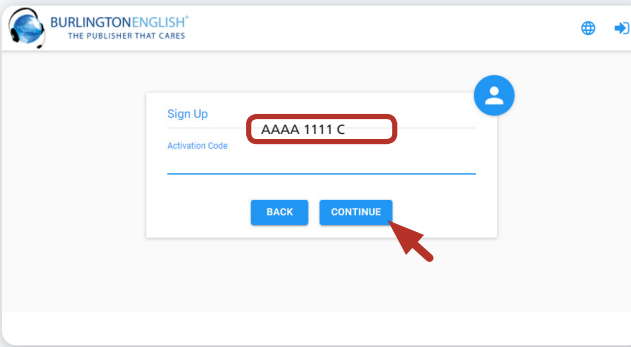 BURLINGTONENGLISH®
THE PUBLISHER THAT CARES
Sign Up
AAAA 1111 C
Activation Code
BACK CONTINUE